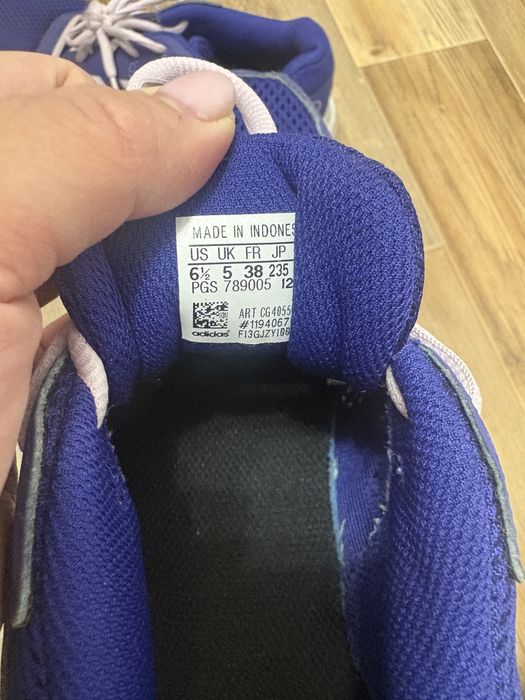 MADE IN INDONES
US UK FR JP
6½ 5 38 235
PGS 789005 12
ART CG4055
#1194067
adidas